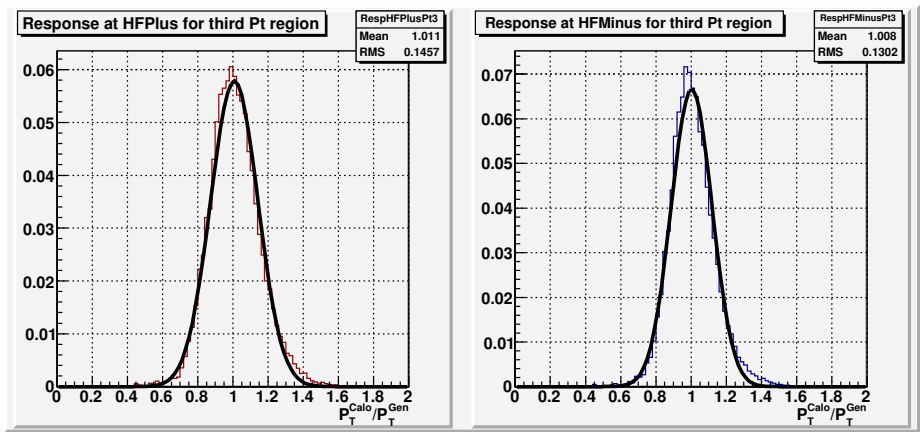 Response at HFPlus for third Pt region
RespHFPlusPt3
Mean 1.011
RMS 0.1457
0.06
0.05
0.04
0.03
0.02
0.01
0
0 0.2 0.4 0.6 0.8 1 1.2 1.4 1.6 1.8 2
P_T^Calo/P_T^Gen
Response at HFMinus for third Pt region
RespHFMinusPt3
Mean 1.008
RMS 0.1302
0.07
0.06
0.05
0.04
0.03
0.02
0.01
0
0 0.2 0.4 0.6 0.8 1 1.2 1.4 1.6 1.8 2
P_T^Calo/P_T^Gen